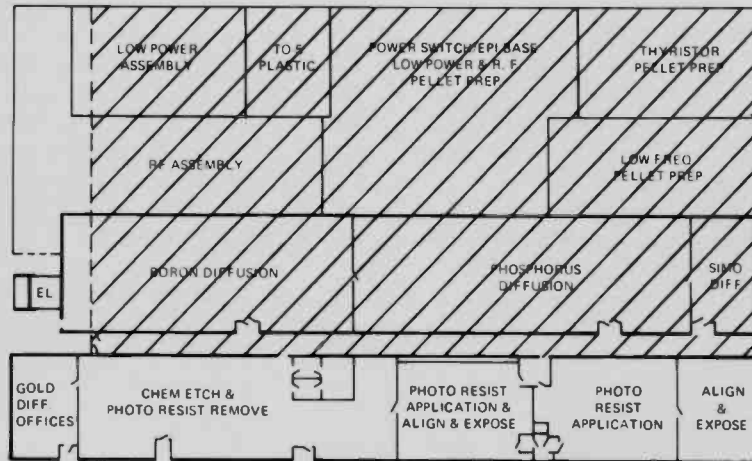 LOW POWER
ASSEMBLY
TO 5
PLASTIC
POWER SWITCH/EPI BASE
LOW POWER & R. F.
PELLET PREP.
THYRISTOR
PELLET PREP
RF ASSEMBLY
LOW FREQ
PELLET PREP
BORON DIFFUSION
PHOSPHORUS
DIFFUSION
SIMO
DIFF.
EL
GOLD
DIFF.
OFFICES
CHEM ETCH &
PHOTO RESIST REMOVE
PHOTO RESIST
APPLICATION &
ALIGN & EXPOSE
PHOTO
RESIST
APPLICATION
ALIGN
&
EXPOSE